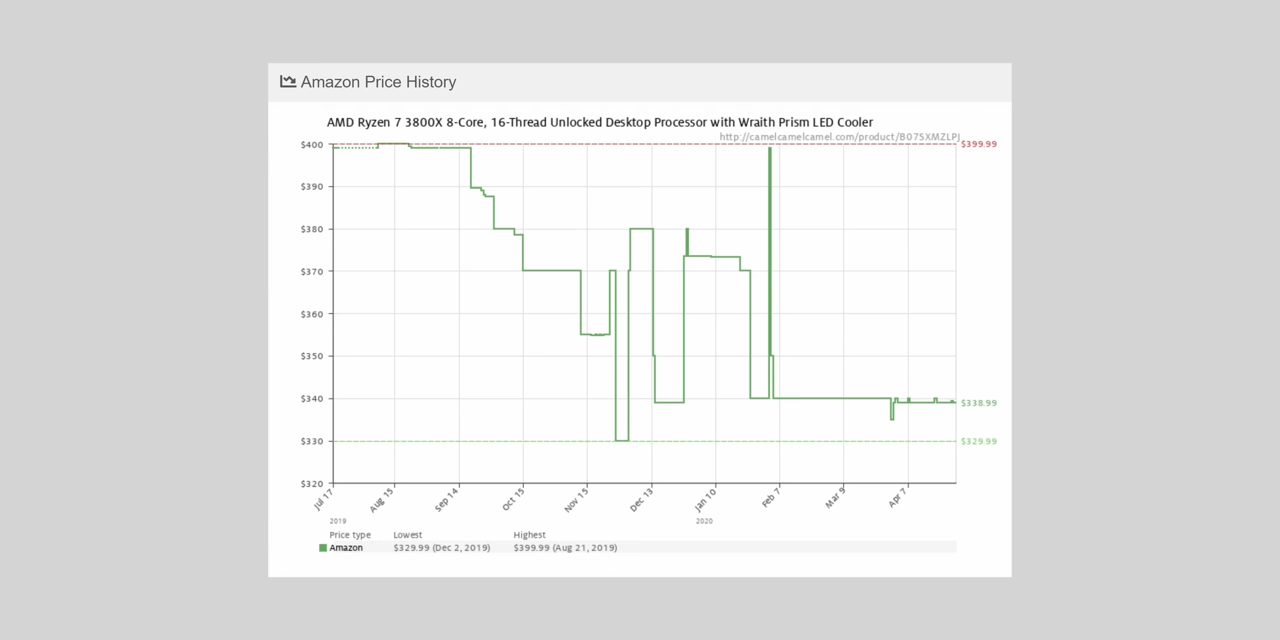 Amazon Price History
AMD Ryzen 7 3800X 8-Core, 16-Thread Unlocked Desktop Processor with Wraith Prism LED Cooler
http://camelcamelcamel.com/product/B07SXMZLPJ
$400
$399.99
$390
$380
$370
$360
$350
$340
$338.99
$330
$329.99
$320
Jul 17
Aug 15
Sep 14
Oct 15
Nov 15
Dec 13
Jan 10
Feb 7
Mar 9
Apr 7
2019
2020
Price type Lowest Highest
Amazon $329.99 (Dec 2, 2019) $399.99 (Aug 21, 2019)